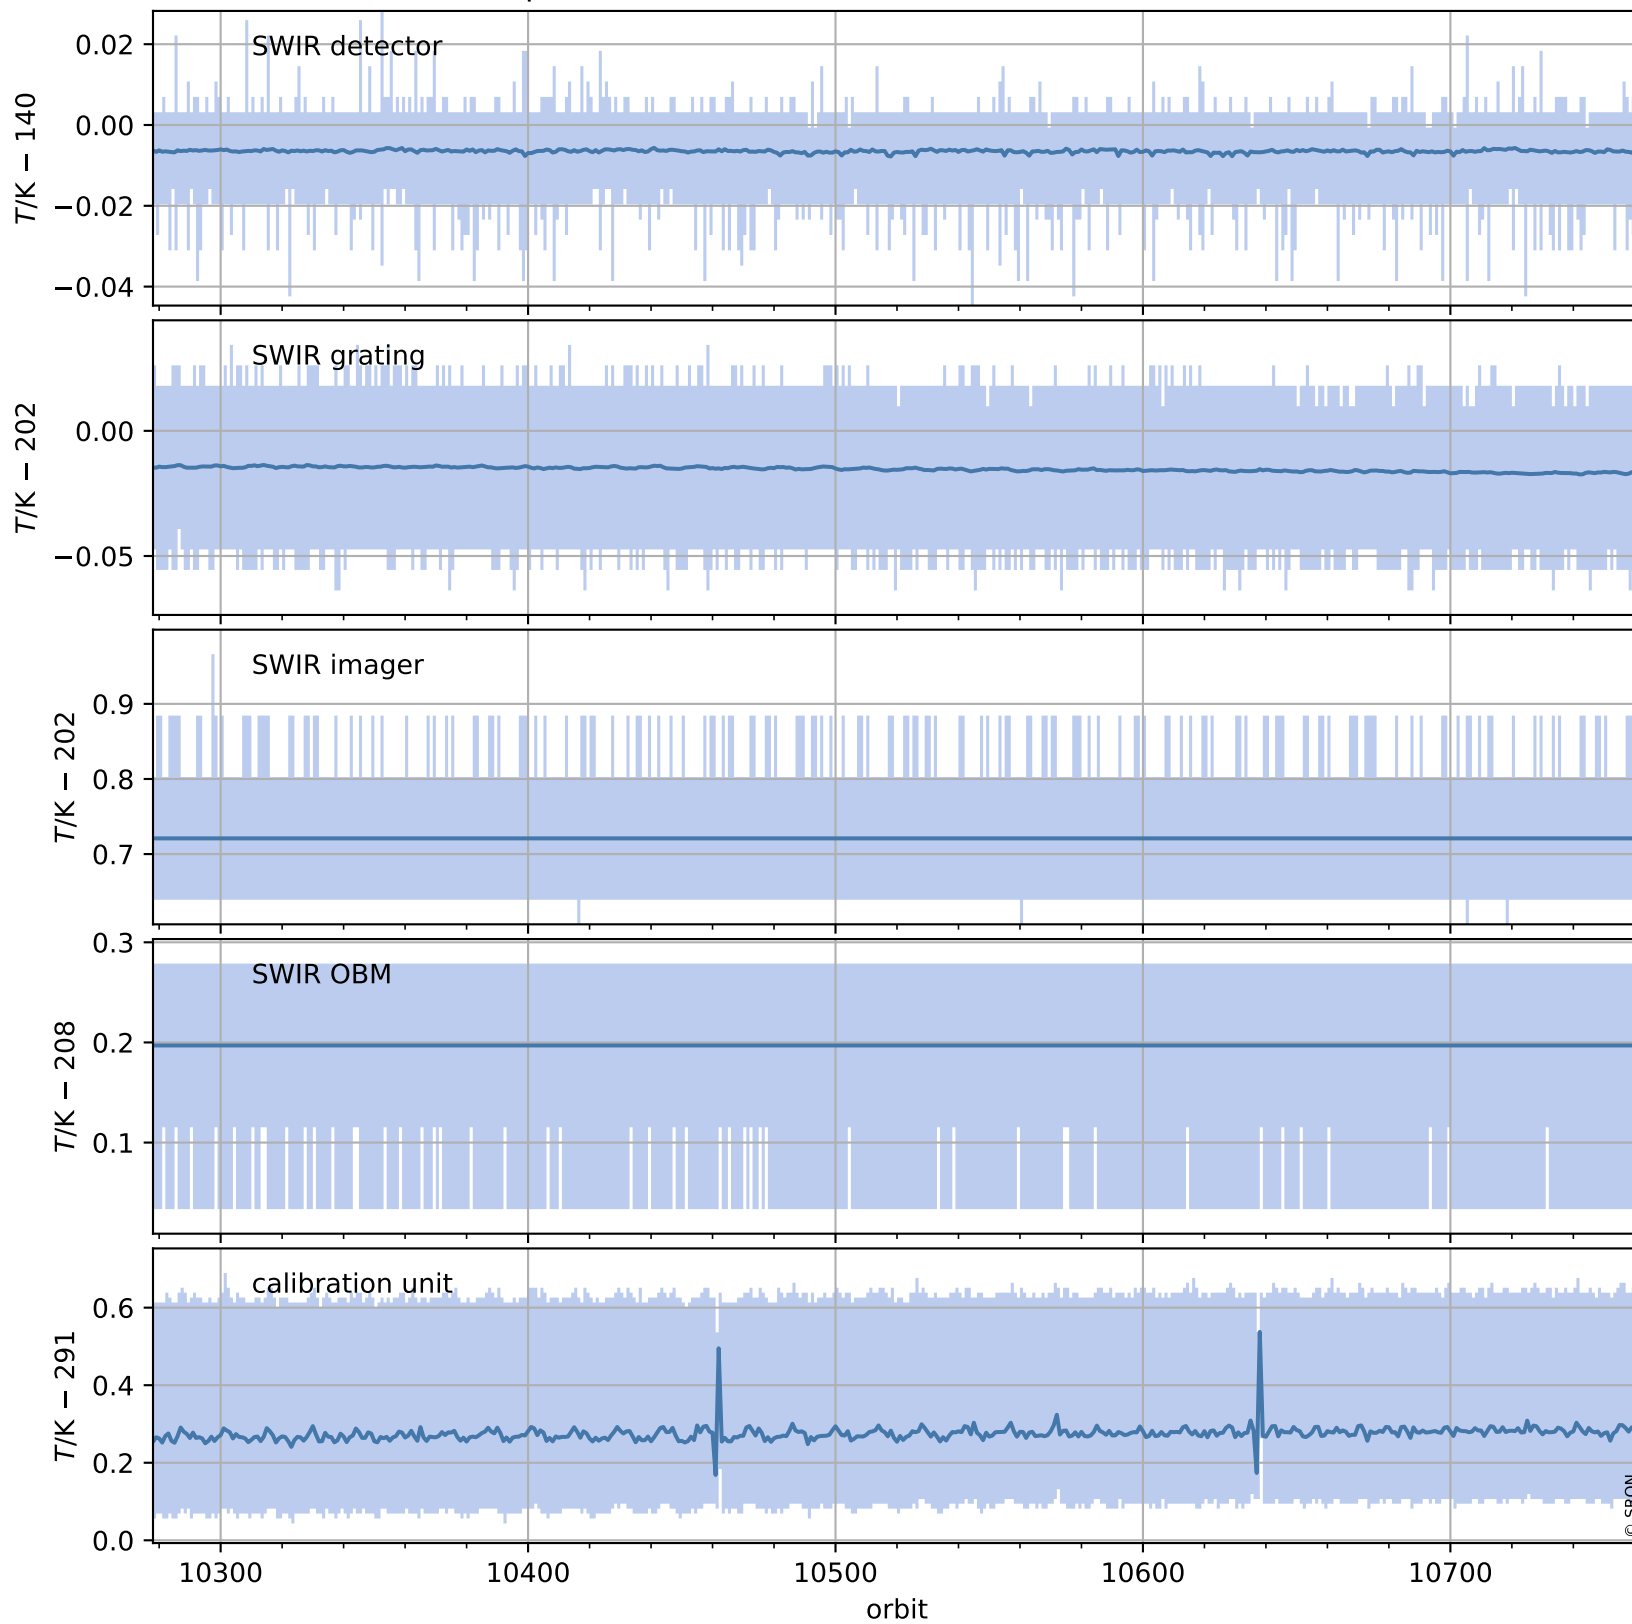 SWIR detector
T/K − 140
0.02
0.00
−0.02
−0.04
SWIR grating
T/K − 202
0.00
−0.05
SWIR imager
T/K − 202
0.9
0.8
0.7
SWIR OBM
T/K − 208
0.3
0.2
0.1
calibration unit
T/K − 291
0.6
0.4
0.2
0.0
10300 10400 10500 10600 10700
orbit
© SRON